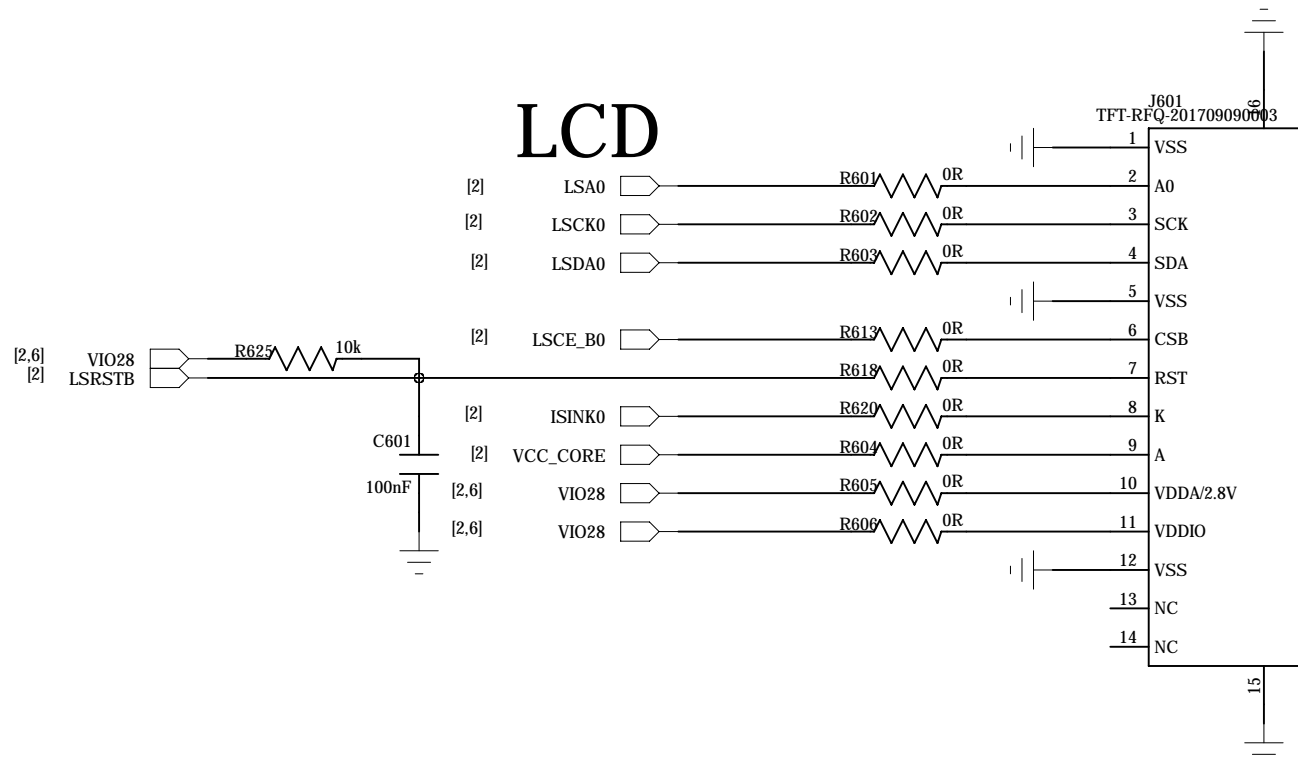 LCD
J601
TFT-RFQ-201709090003
16
1 VSS
[2] LSA0 R601 0R 2 A0
[2] LSCK0 R602 0R 3 SCK
[2] LSDA0 R603 0R 4 SDA
5 VSS
[2] LSCE_B0 R613 0R 6 CSB
[2,6] VIO28 R625 10k
[2] LSRSTB R618 0R 7 RST
[2] ISINK0 R620 0R 8 K
C601
[2] VCC_CORE R604 0R 9 A
100nF
[2,6] VIO28 R605 0R 10 VDDA/2.8V
[2,6] VIO28 R606 0R 11 VDDIO
12 VSS
13 NC
14 NC
15